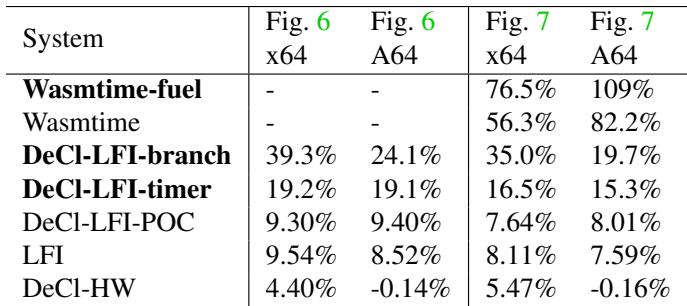 System Fig. 6 Fig. 6 Fig. 7 Fig. 7
x64 A64 x64 A64
Wasmtime-fuel - - 76.5% 109%
Wasmtime - - 56.3% 82.2%
DeCl-LFI-branch 39.3% 24.1% 35.0% 19.7%
DeCl-LFI-timer 19.2% 19.1% 16.5% 15.3%
DeCl-LFI-POC 9.30% 9.40% 7.64% 8.01%
LFI 9.54% 8.52% 8.11% 7.59%
DeCl-HW 4.40% -0.14% 5.47% -0.16%